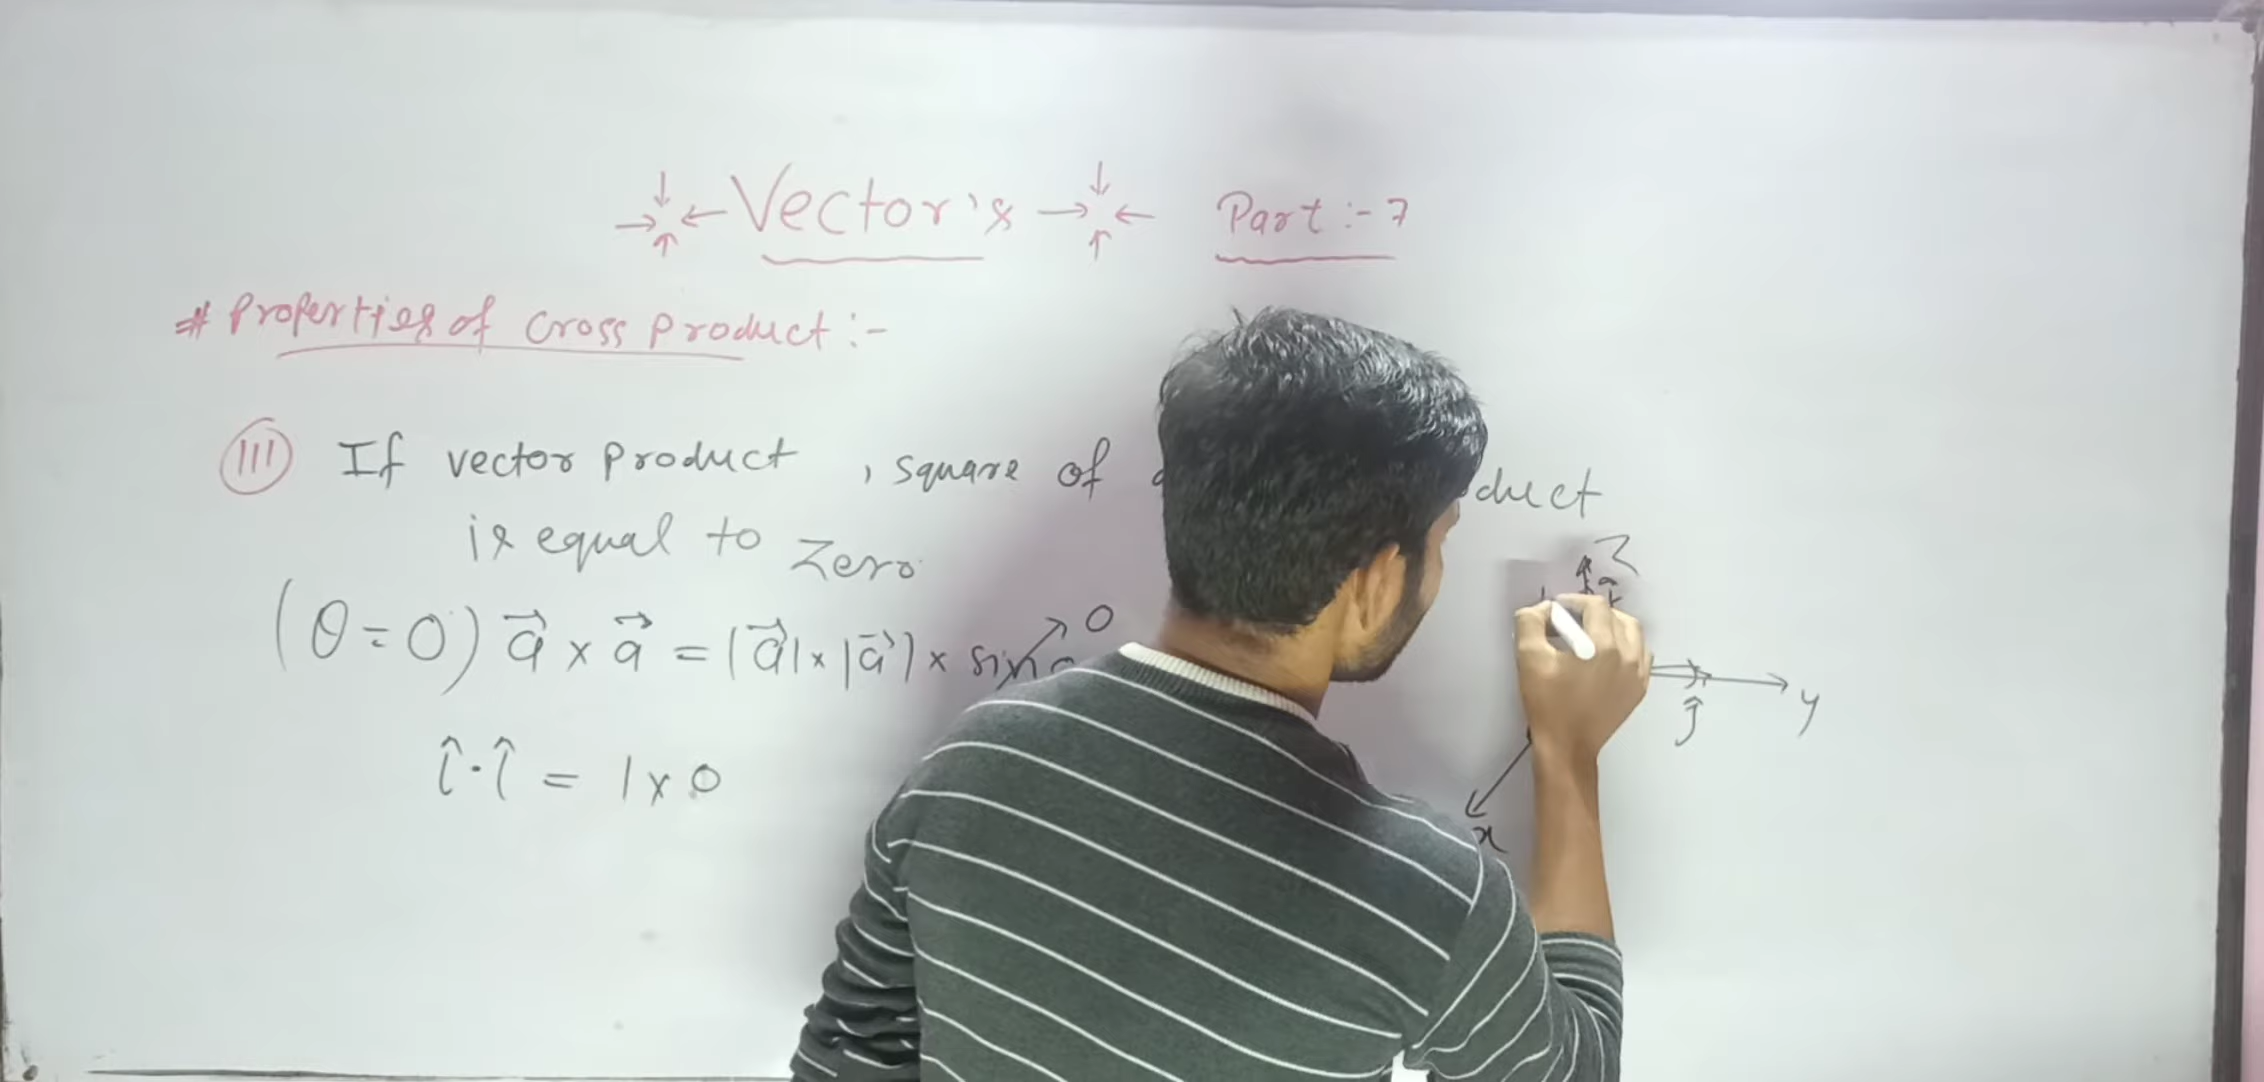 Vector's Part :- 7
# Properties of Cross Product :-
(III) If vector product , square of
is equal to zero
(θ = 0) a⃗ × a⃗ = |a⃗| × |a⃗| × sin 0
î · î = 1 × 0
Z
ĵ
y
x